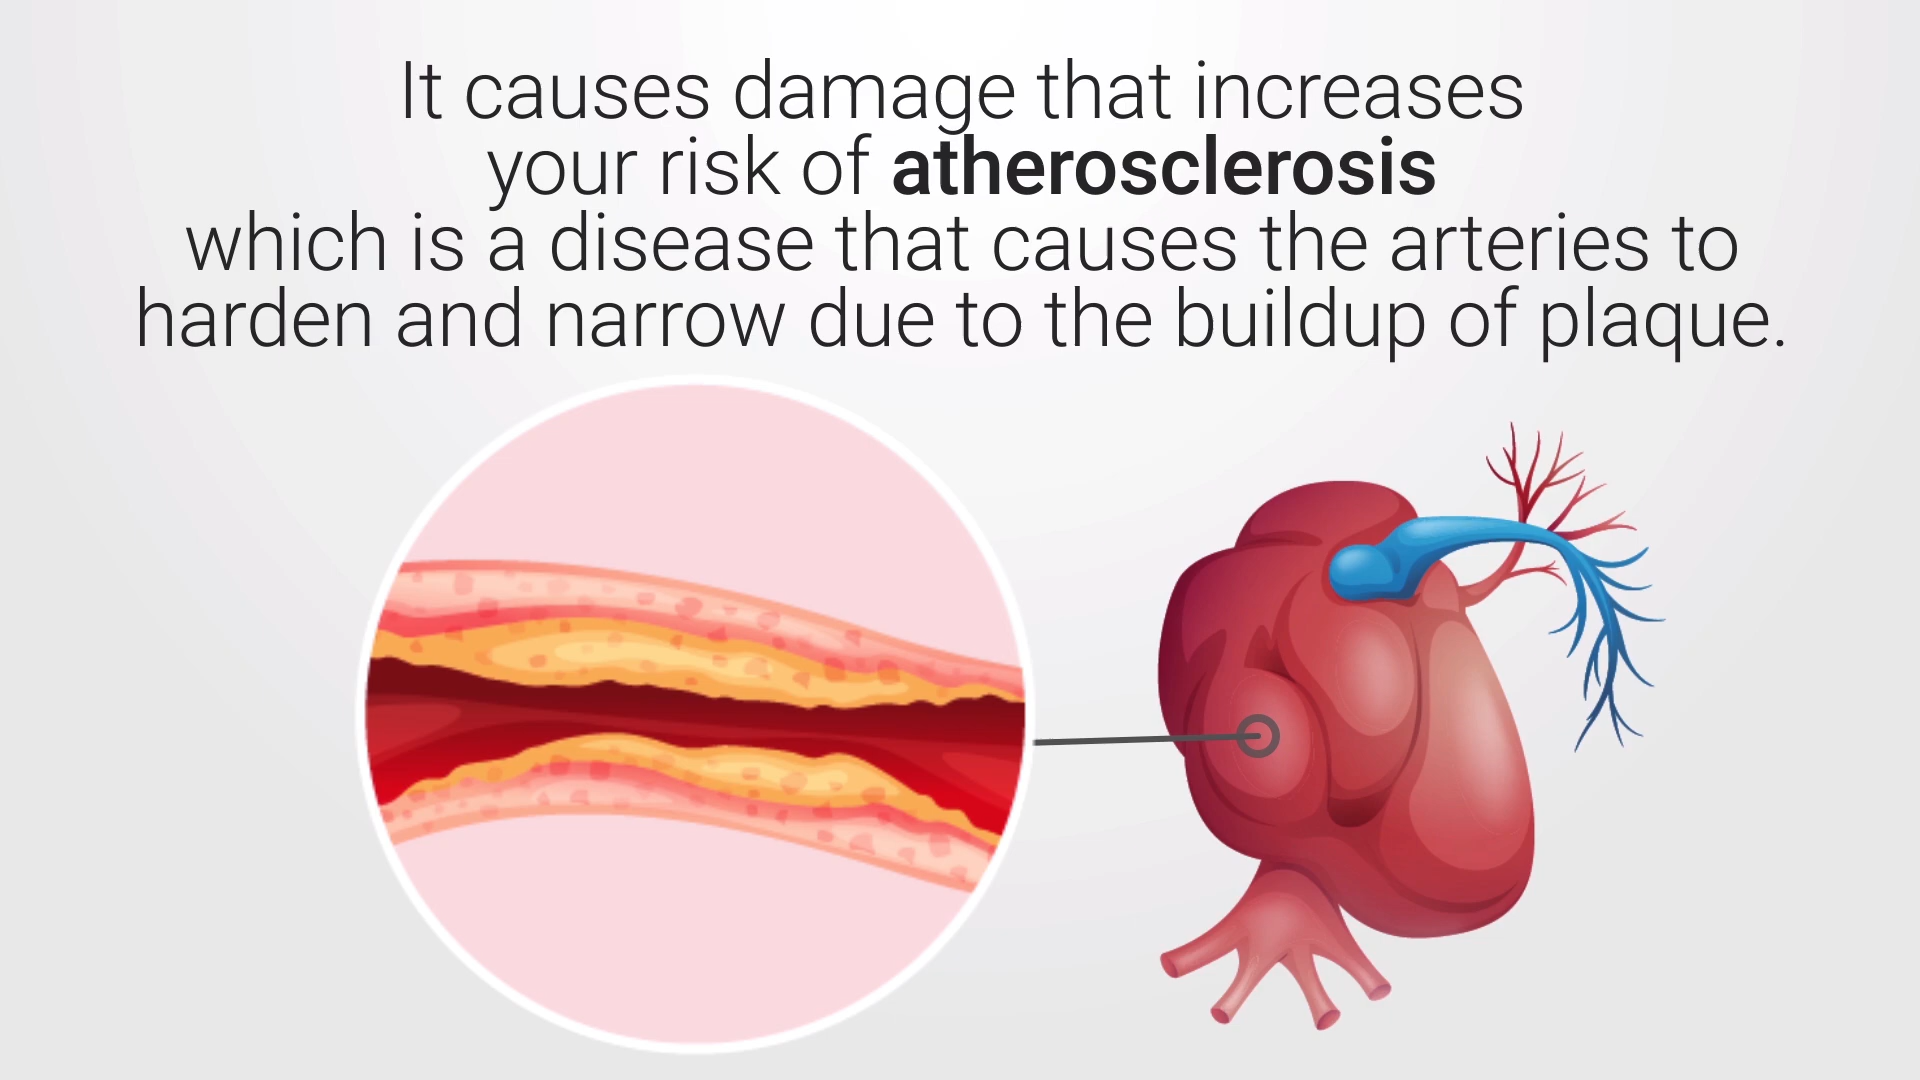 It causes damage that increases
your risk of atherosclerosis
which is a disease that causes the arteries to
harden and narrow due to the buildup of plaque.